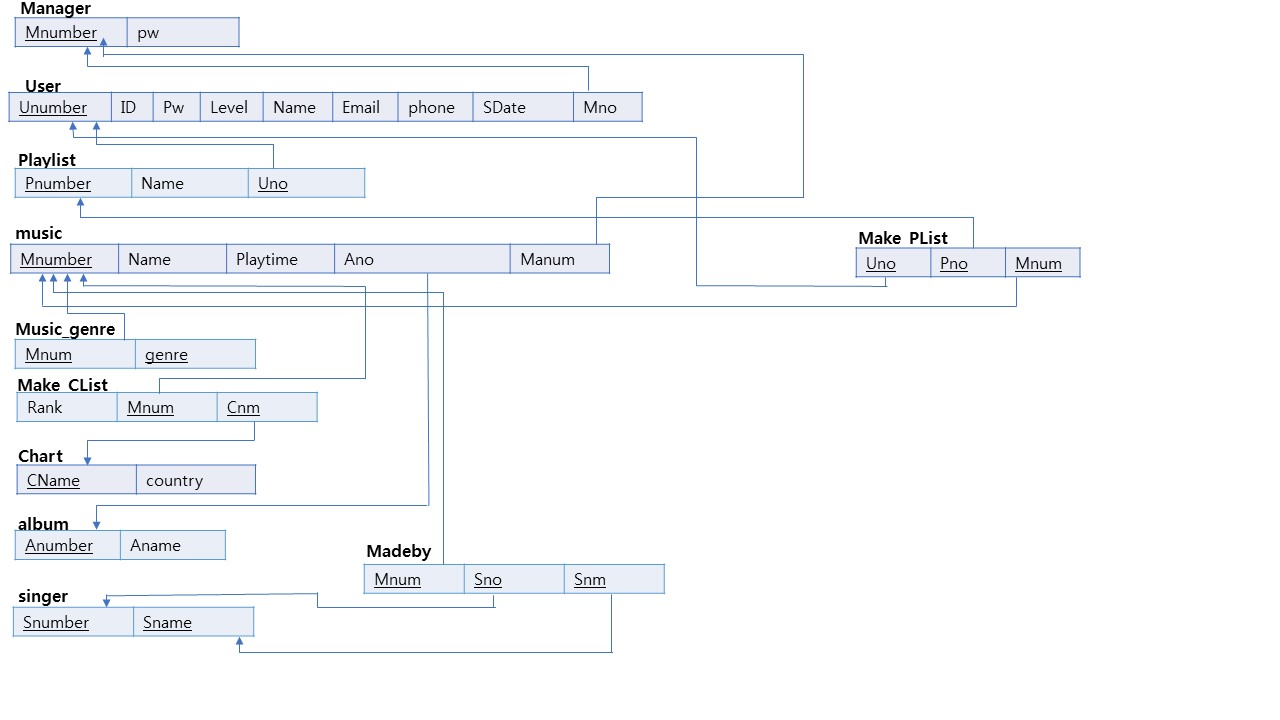 Manager
Mnumber pw
User
Unumber ID Pw Level Name Email phone SDate Mno
Playlist
Pnumber Name Uno
music
Mnumber Name Playtime Ano Manum
Make_PList
Uno Pno Mnum
Music_genre
Mnum genre
Make_CList
Rank Mnum Cnm
Chart
CName country
album
Anumber Aname
Madeby
Mnum Sno Snm
singer
Snumber Sname